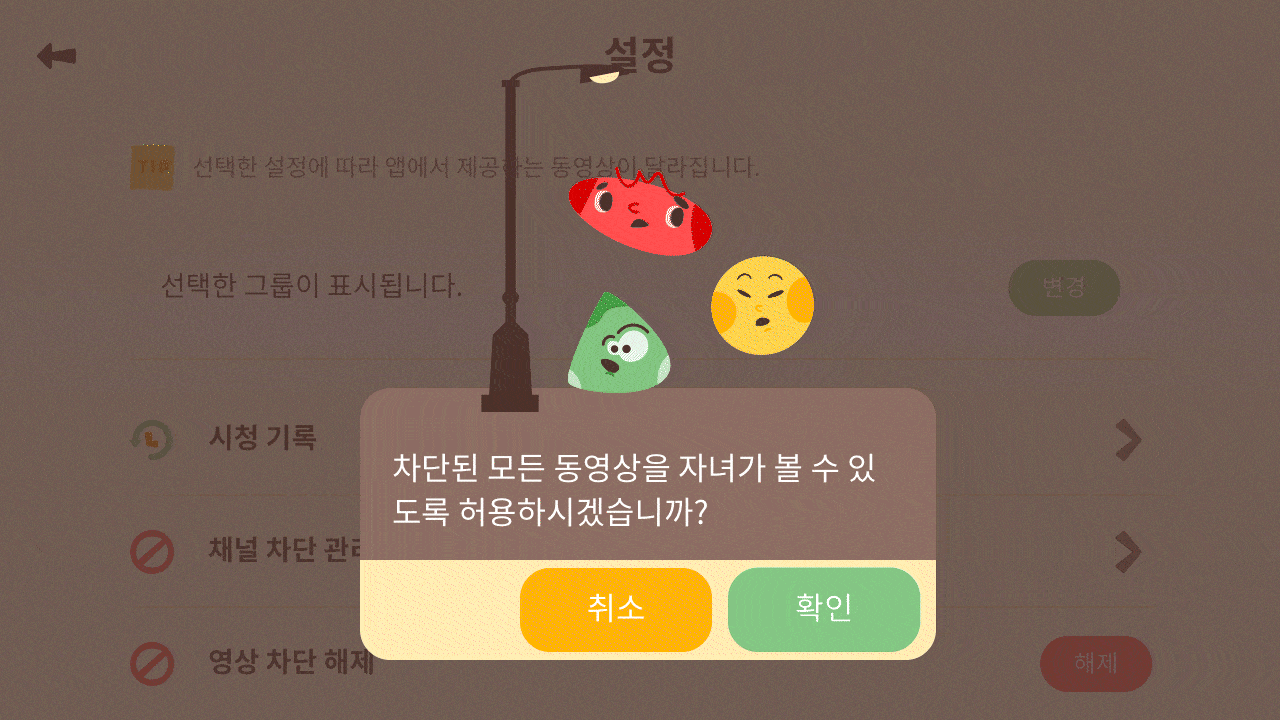 설정
TIP
선택한 설정에 따라 앱에서 제공하는 동영상이 달라집니다.
선택한 그룹이 표시됩니다.
변경
시청 기록
채널 차단 관리
차단된 모든 동영상을 자녀가 볼 수 있
도록 허용하시겠습니까?
취소
확인
영상 차단 해제
해제